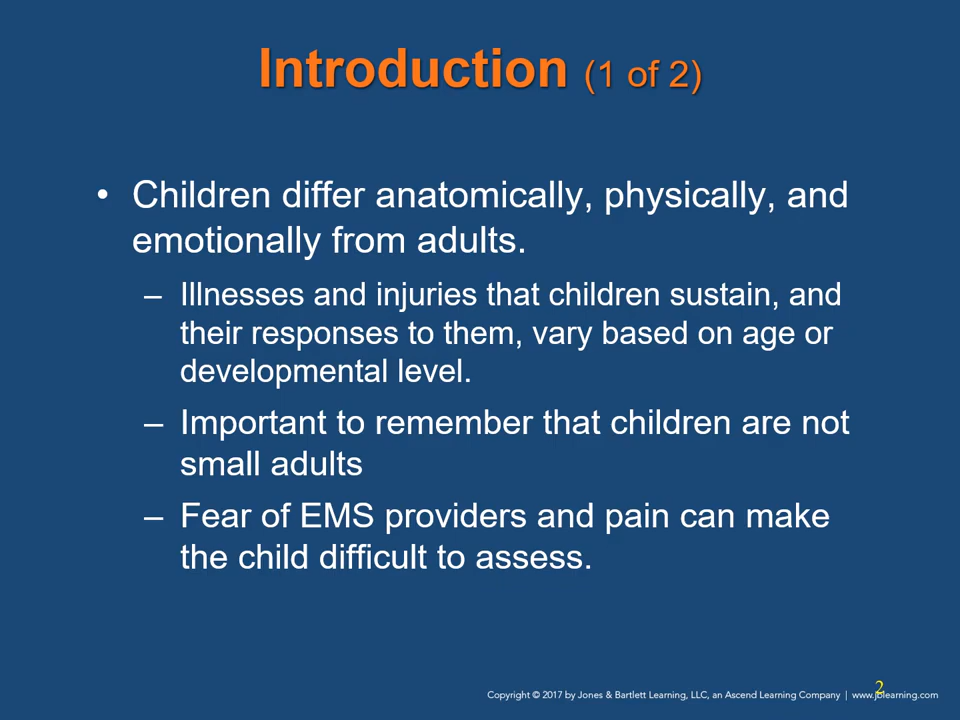 Introduction (1 of 2)
• Children differ anatomically, physically, and
emotionally from adults.
– Illnesses and injuries that children sustain, and
their responses to them, vary based on age or
developmental level.
– Important to remember that children are not
small adults
– Fear of EMS providers and pain can make
the child difficult to assess.
2
Copyright © 2017 by Jones & Bartlett Learning, LLC, an Ascend Learning Company | www.jblearning.com